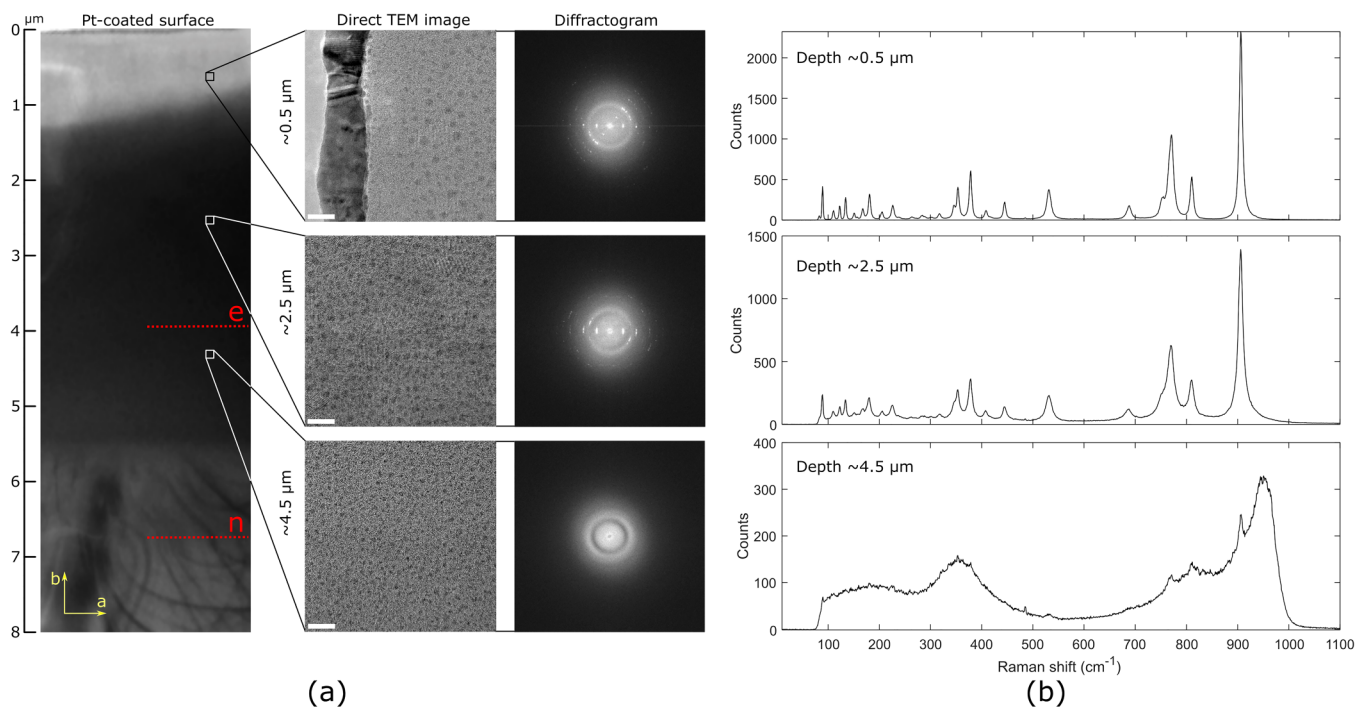 µm
Pt-coated surface
Direct TEM image
Diffractogram
0
1
2
3
4
5
6
7
8
e
n
b
a
~0.5 µm
~2.5 µm
~4.5 µm
(a)
Depth ~0.5 µm
Counts
2000
1500
1000
500
0
Depth ~2.5 µm
Counts
1500
1000
500
0
Depth ~4.5 µm
Counts
400
300
200
100
0
100 200 300 400 500 600 700 800 900 1000 1100
Raman shift (cm⁻¹)
(b)